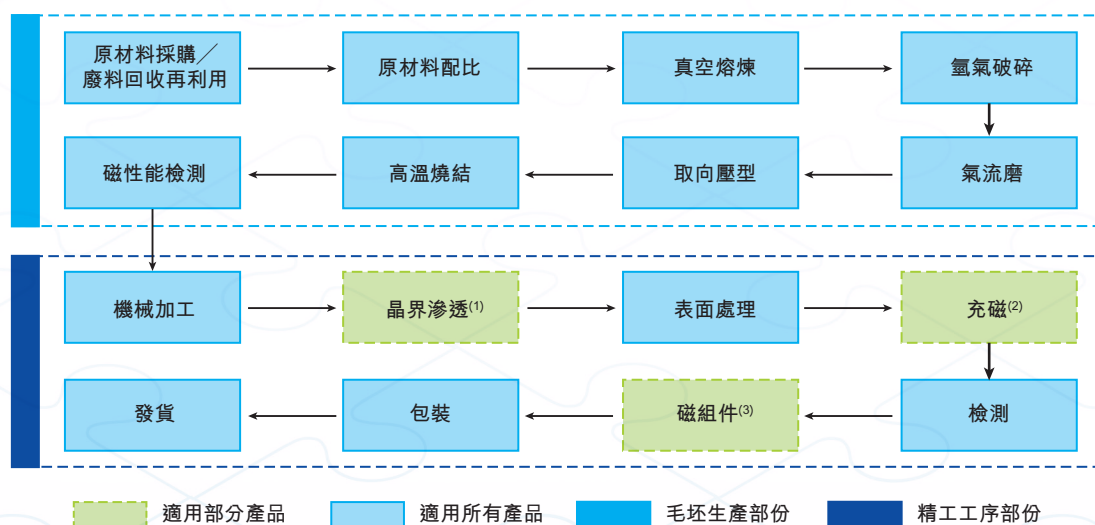 原材料採購／
廢料回收再利用
原材料配比
真空熔煉
氫氣破碎
磁性能檢測
高溫燒結
取向壓型
氣流磨
機械加工
晶界滲透(1)
表面處理
充磁(2)
發貨
包裝
磁組件(3)
檢測
適用部分產品
適用所有產品
毛坯生產部份
精工工序部份